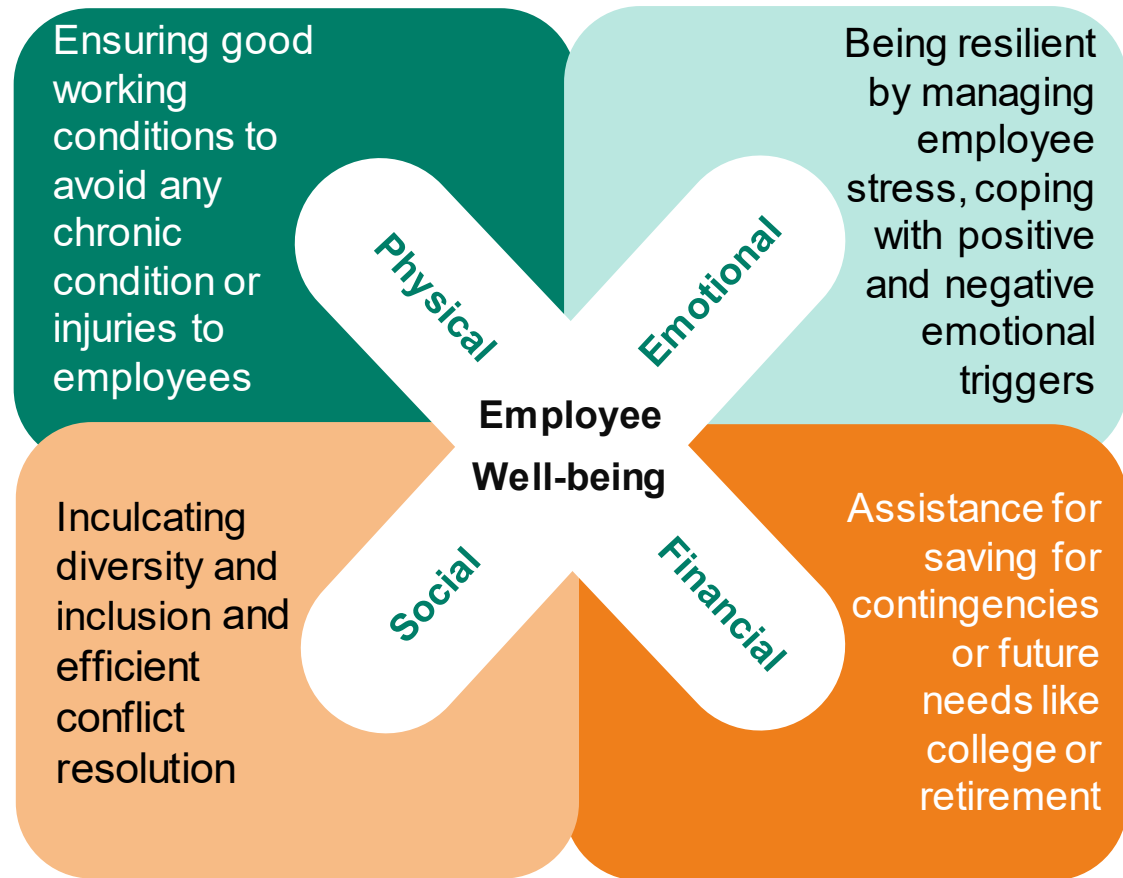 Ensuring good
working
conditions to
avoid any
chronic
condition or
injuries to
employees
Physical
Being resilient
by managing
employee
stress, coping
with positive
and negative
emotional
triggers
Emotional
Employee
Well-being
Inculcating
diversity and
inclusion and
efficient
conflict
resolution
Social
Assistance for
saving for
contingencies
or future
needs like
college or
retirement
Financial